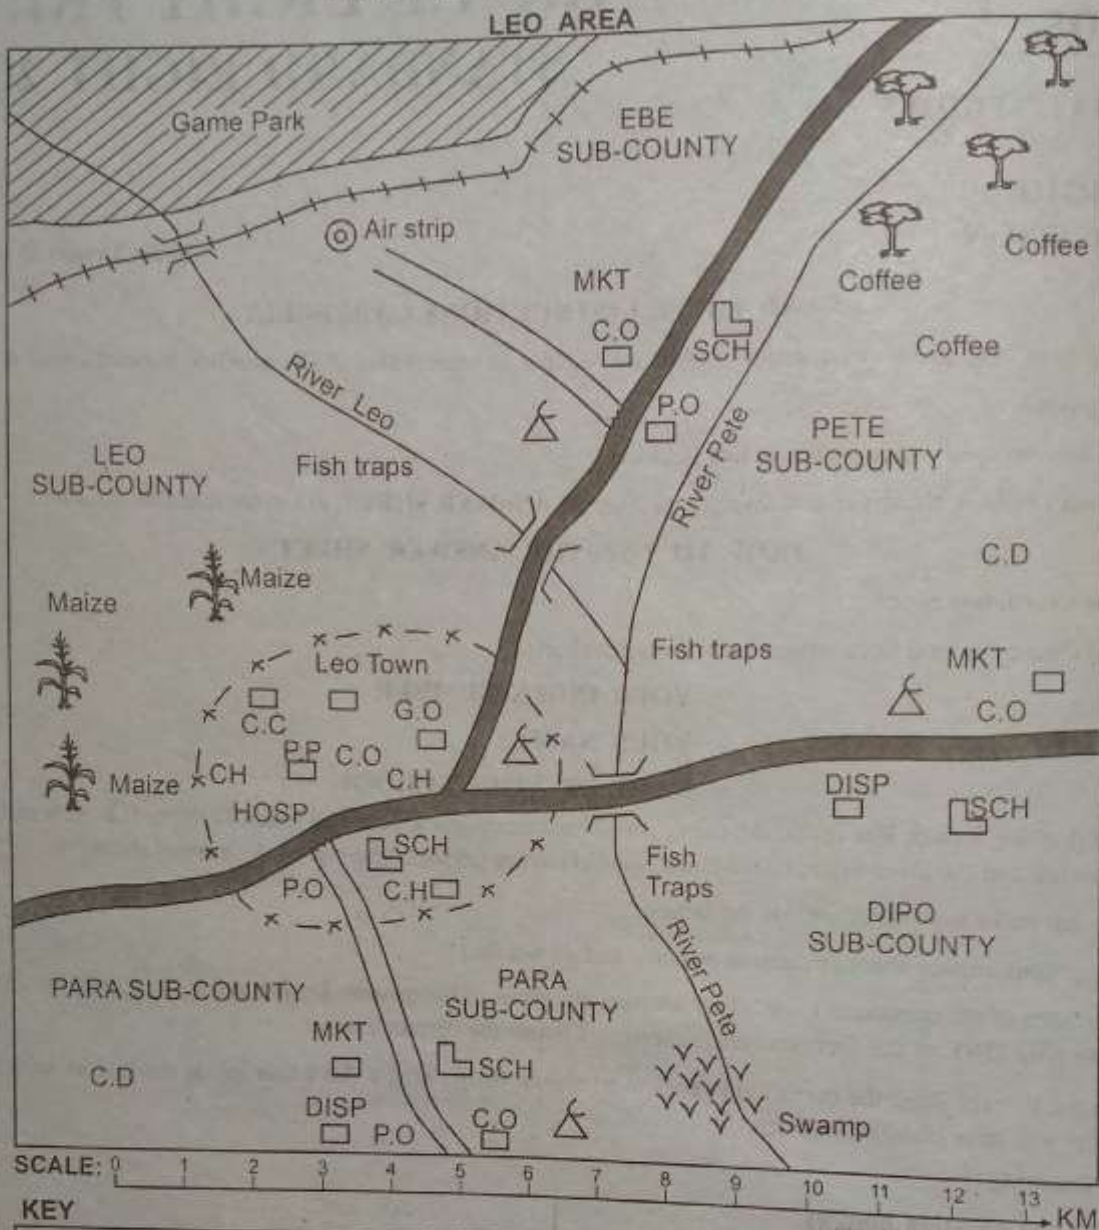 LEO AREA
Game Park
EBE
SUB-COUNTY
Air strip
MKT
Coffee
Coffee
C.O
SCH
Coffee
River Leo
P.O
PETE
SUB-COUNTY
LEO
SUB-COUNTY
Fish traps
River Pete
C.D
Maize
Maize
Fish traps
Leo Town
MKT
C.C
G.O
C.O
P.P
C.O
CH
C.H
Maize
DISP
SCH
HOSP
SCH
Fish
Traps
P.O
C.H
DIPO
SUB-COUNTY
River Pete
PARA SUB-COUNTY
PARA
SUB-COUNTY
MKT
SCH
C.D
DISP
P.O
C.O
Swamp
SCALE: 0 1 2 3 4 5 6 7 8 9 10 11 12 13
KM
KEY